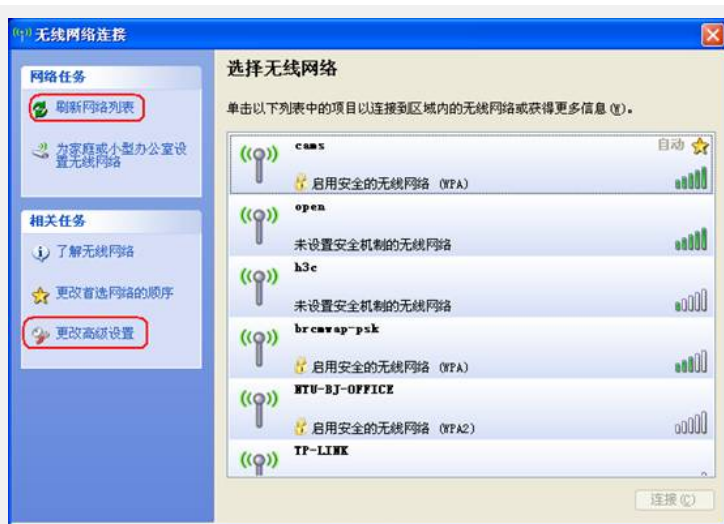 无线网络连接
网络任务
刷新网络列表
为家庭或小型办公室设
置无线网络
相关任务
了解无线网络
更改首选网络的顺序
更改高级设置
选择无线网络
单击以下列表中的项目以连接到区域内的无线网络或获得更多信息(W)。
cams
自动
启用安全的无线网络 (WPA)
open
未设置安全机制的无线网络
h3c
未设置安全机制的无线网络
brcmwap-psk
启用安全的无线网络 (WPA)
NTU-BJ-OFFICE
启用安全的无线网络 (WPA2)
TP-LINK
连接(C)